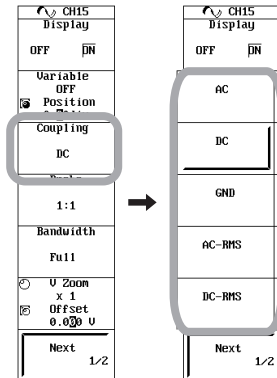 CH15
Display
OFF ON
Variable
OFF
Position
Coupling
DC
1:1
Bandwidth
Full
V Zoom
x 1
Offset
0.000 V
Next
1/2
CH15
Display
OFF ON
AC
DC
GND
AC-RMS
DC-RMS
Next
1/2